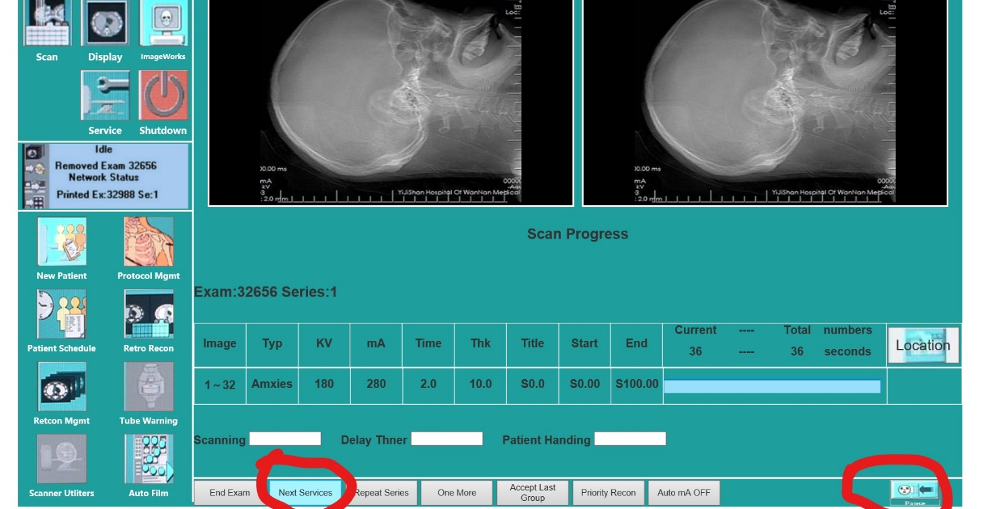 Loc:
Loc:
Scan
Display
ImageWorks
Service
Shutdown
Idle
Removed Exam 32656
Network Status
Printed Ex:32988 Se:1
00.00 ms
mA
kV
3
: 2.0 mm
0000
YiJiShan Hospital Of WanNan Medical
00.00 ms
mA
kV
3
: 2.0 mm
0000
YiJiShan Hospital Of WanNan Medical
Scan Progress
New Patient
Protocol Mgmt
Exam:32656 Series:1
Image Typ KV mA Time Thk Title Start End
Current ---- Total numbers
36 ---- 36 seconds
Location
1 ~ 32 Amxies 180 280 2.0 10.0 S0.0 S0.00 S100.00
Patient Schedule
Retro Recon
Retcon Mgmt
Tube Warning
Scanning
Delay Thner
Patient Handing
Scanner Utliters
Auto Film
End Exam
Next Services
Repeat Series
One More
Accept Last
Group
Priority Recon
Auto mA OFF